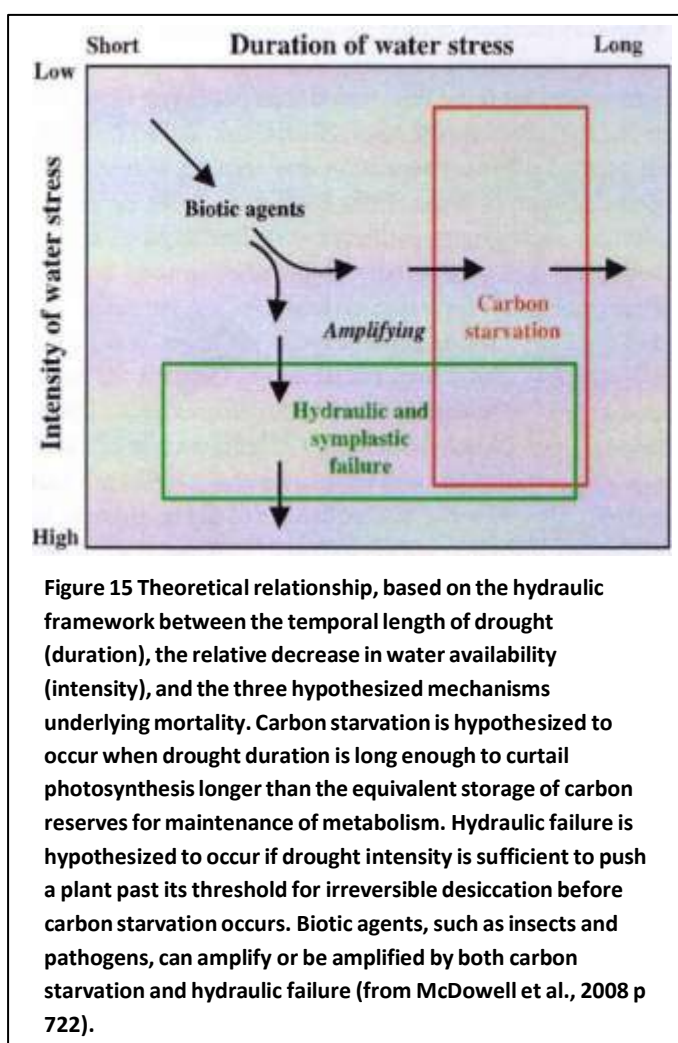 Short Duration of water stress Long
Low
Intensity of water stress
High
Biotic agents
Amplifying
Carbon
starvation
Hydraulic and
symplastic
failure
Figure 15 Theoretical relationship, based on the hydraulic
framework between the temporal length of drought
(duration), the relative decrease in water availability
(intensity), and the three hypothesized mechanisms
underlying mortality. Carbon starvation is hypothesized to
occur when drought duration is long enough to curtail
photosynthesis longer than the equivalent storage of carbon
reserves for maintenance of metabolism. Hydraulic failure is
hypothesized to occur if drought intensity is sufficient to push
a plant past its threshold for irreversible desiccation before
carbon starvation occurs. Biotic agents, such as insects and
pathogens, can amplify or be amplified by both carbon
starvation and hydraulic failure (from McDowell et al., 2008 p
722).